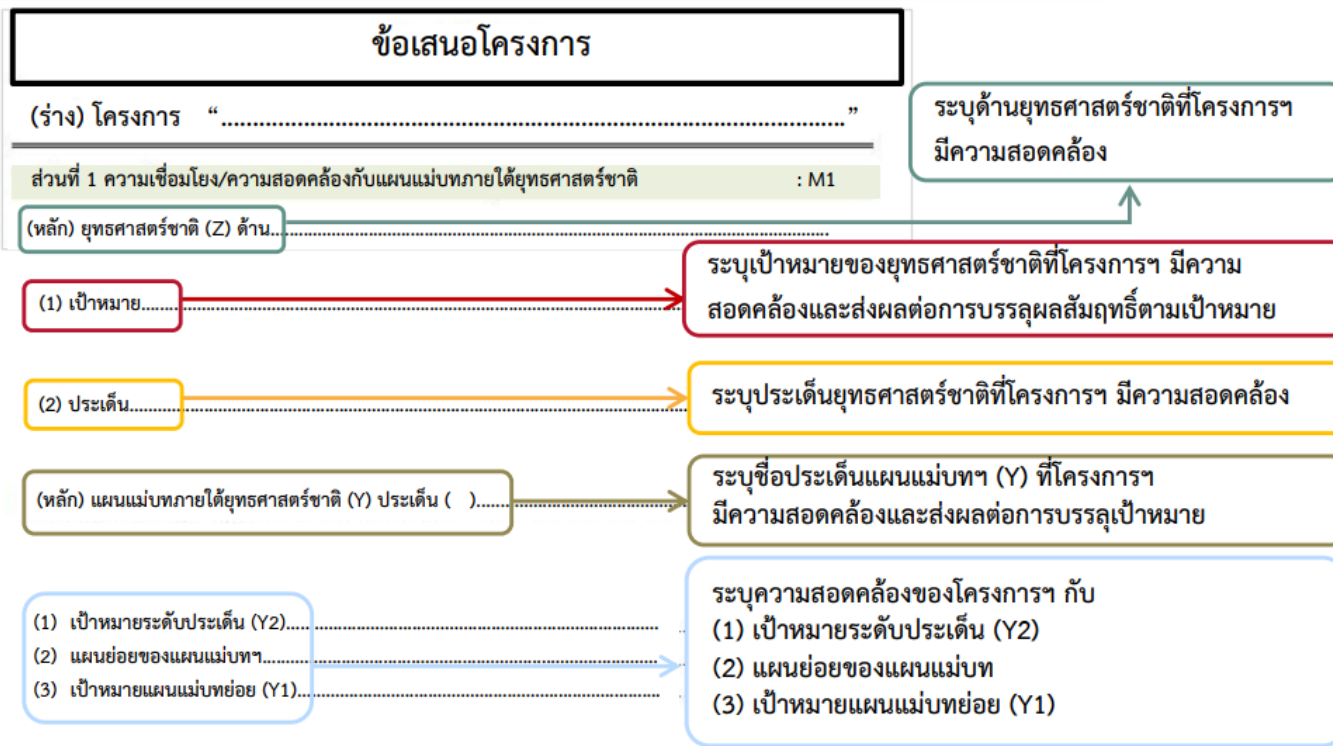 ข้อเสนอโครงการ
(ร่าง) โครงการ “....................................................................................................”
ส่วนที่ 1 ความเชื่อมโยง/ความสอดคล้องกับแผนแม่บทภายใต้ยุทธศาสตร์ชาติ : M1
(หลัก) ยุทธศาสตร์ชาติ (Z) ด้าน....................................................................................................
ระบุด้านยุทธศาสตร์ชาติที่โครงการฯ
มีความสอดคล้อง
(1) เป้าหมาย....................................................................................................
ระบุเป้าหมายของยุทธศาสตร์ชาติที่โครงการฯ มีความ
สอดคล้องและส่งผลต่อการบรรลุผลสัมฤทธิ์ตามเป้าหมาย
(2) ประเด็น....................................................................................................
ระบุประเด็นยุทธศาสตร์ชาติที่โครงการฯ มีความสอดคล้อง
(หลัก) แผนแม่บทภายใต้ยุทธศาสตร์ชาติ (Y) ประเด็น ( )..................................................
ระบุชื่อประเด็นแผนแม่บทฯ (Y) ที่โครงการฯ
มีความสอดคล้องและส่งผลต่อการบรรลุเป้าหมาย
(1) เป้าหมายระดับประเด็น (Y2)....................................................................................................
(2) แผนย่อยของแผนแม่บทฯ....................................................................................................
(3) เป้าหมายแผนแม่บทย่อย (Y1)....................................................................................................
ระบุความสอดคล้องของโครงการฯ กับ
(1) เป้าหมายระดับประเด็น (Y2)
(2) แผนย่อยของแผนแม่บท
(3) เป้าหมายแผนแม่บทย่อย (Y1)